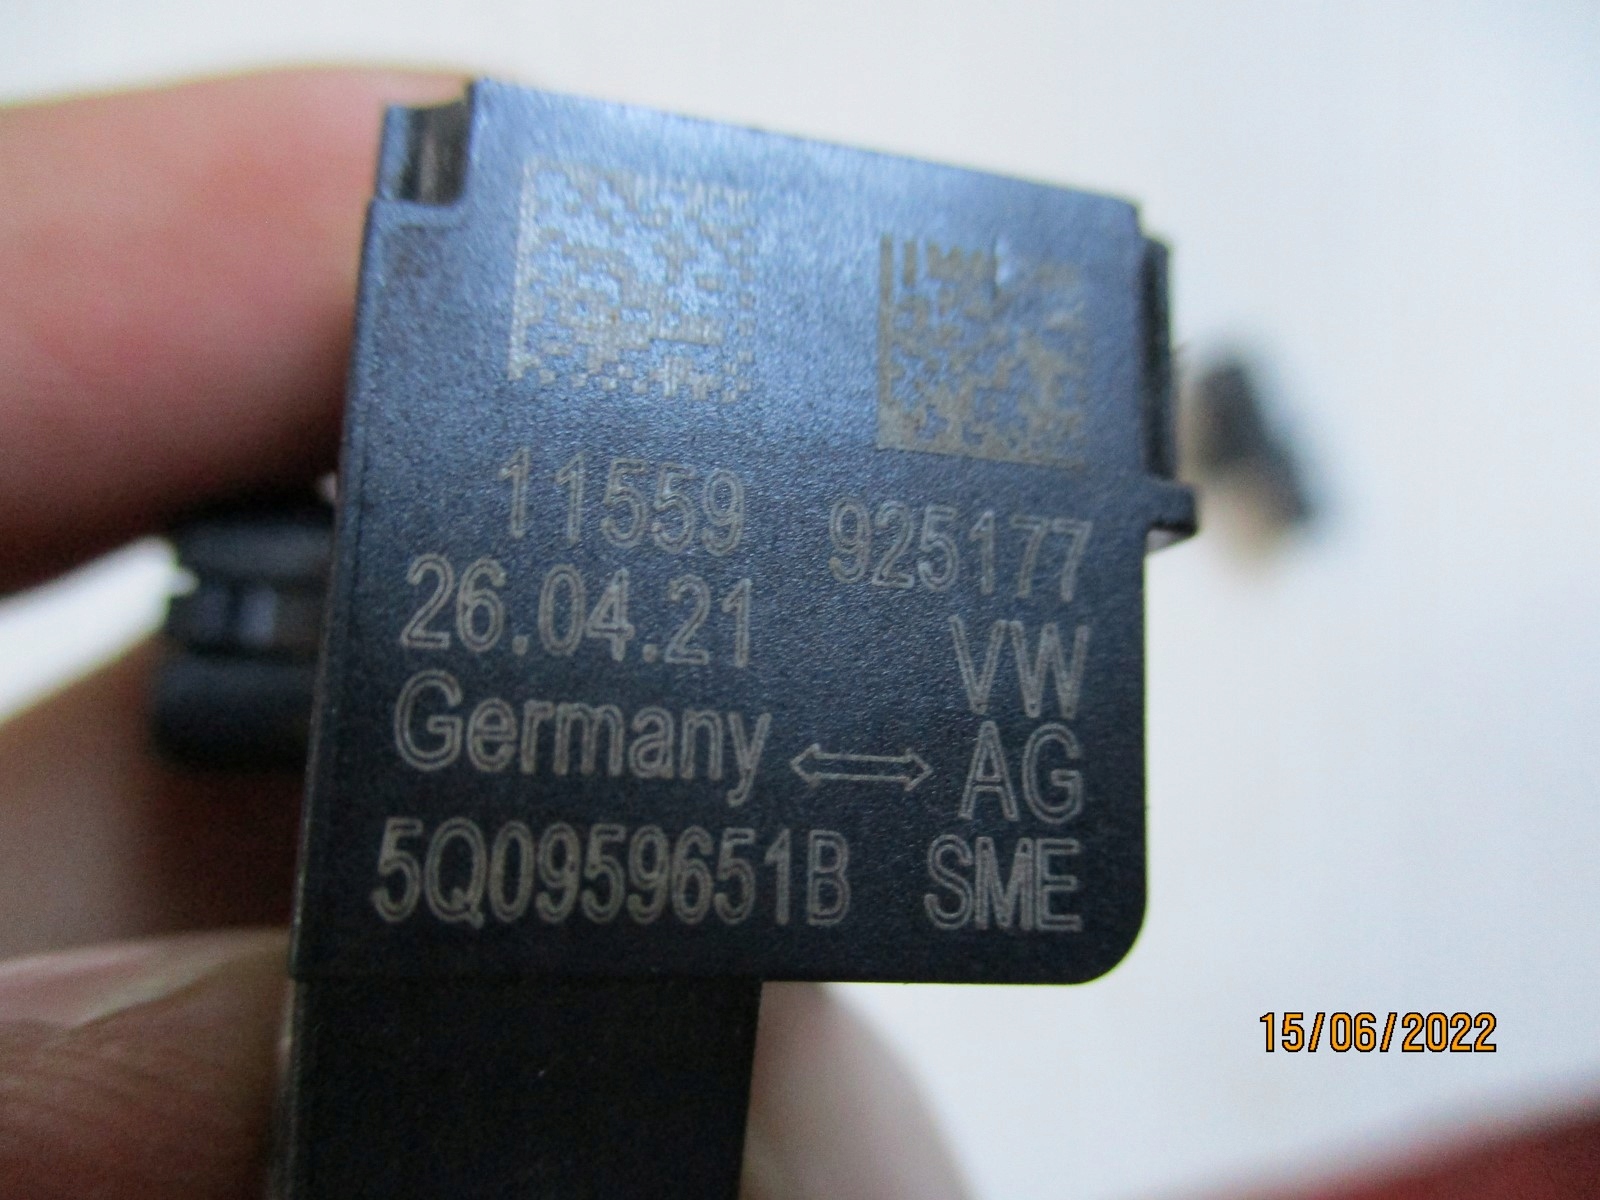 11559 925177
26.04.21 VW
Germany ⇔ AG
5Q0959651B SME
15/06/2022